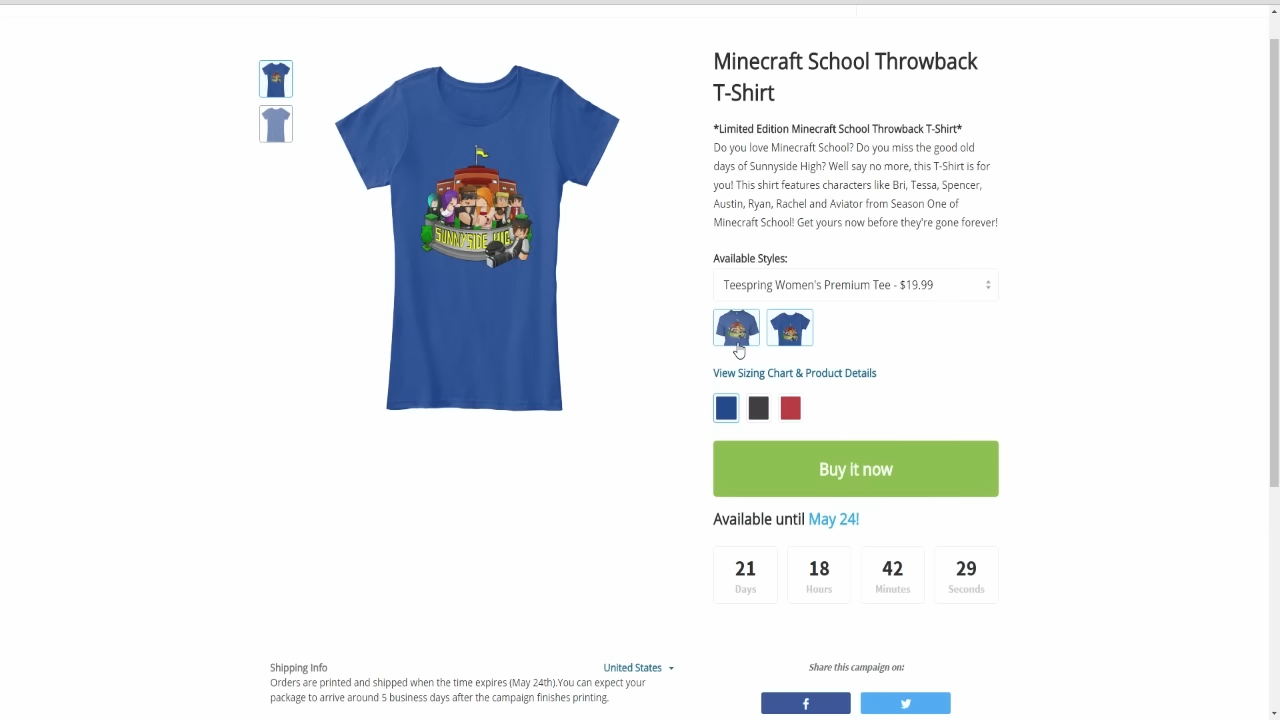 Minecraft School Throwback
T-Shirt
*Limited Edition Minecraft School Throwback T-Shirt*
Do you love Minecraft School? Do you miss the good old
days of Sunnyside High? Well say no more, this T-Shirt is for
you! This shirt features characters like Bri, Tessa, Spencer,
Austin, Ryan, Rachel and Aviator from Season One of
Minecraft School! Get yours now before they're gone forever!
SUNNYSIDE HIG
Available Styles:
Teespring Women's Premium Tee - $19.99
View Sizing Chart & Product Details
Buy it now
Available until May 24!
21 18 42 29
Days Hours Minutes Seconds
Shipping Info United States
Orders are printed and shipped when the time expires (May 24th).You can expect your
package to arrive around 5 business days after the campaign finishes printing.
Share this campaign on: